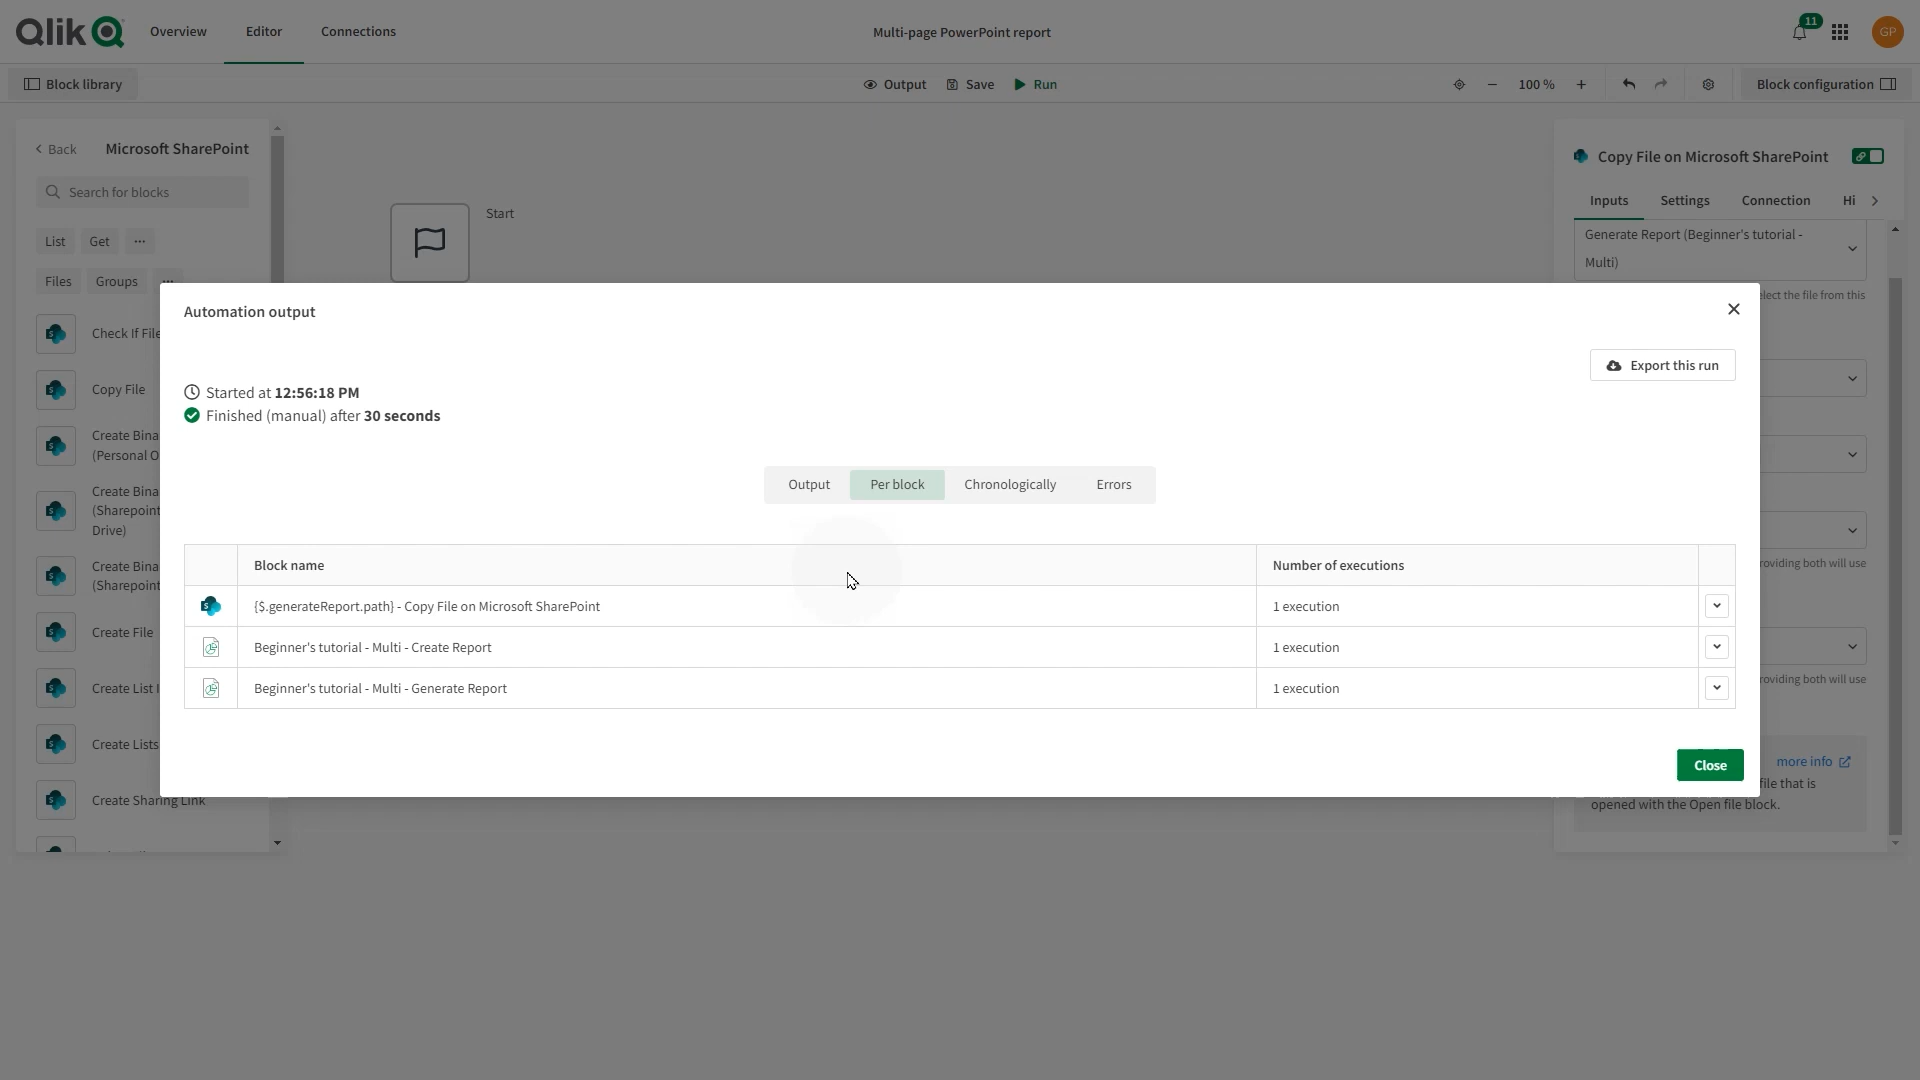 Qlik
Overview
Editor
Connections
Multi-page PowerPoint report
11
GP
Block library
Output
Save
Run
100 %
Block configuration
Back
Microsoft SharePoint
Search for blocks
List
Get
...
Files
Groups
...
Check If File
Copy File
Create Bina
(Personal O
Create Bina
(Sharepoint
Drive)
Create Bina
(Sharepoint
Create File
Create List I
Create Lists
Create Sharing Link
Start
Copy File on Microsoft SharePoint
Inputs
Settings
Connection
Hi
Generate Report (Beginner's tutorial -
Multi)
elect the file from this
roviding both will use
roviding both will use
more info
file that is
opened with the Open file block.
Automation output
Export this run
Started at 12:56:18 PM
Finished (manual) after 30 seconds
Output
Per block
Chronologically
Errors
Block name
Number of executions
{$.generateReport.path} - Copy File on Microsoft SharePoint
1 execution
Beginner's tutorial - Multi - Create Report
1 execution
Beginner's tutorial - Multi - Generate Report
1 execution
Close